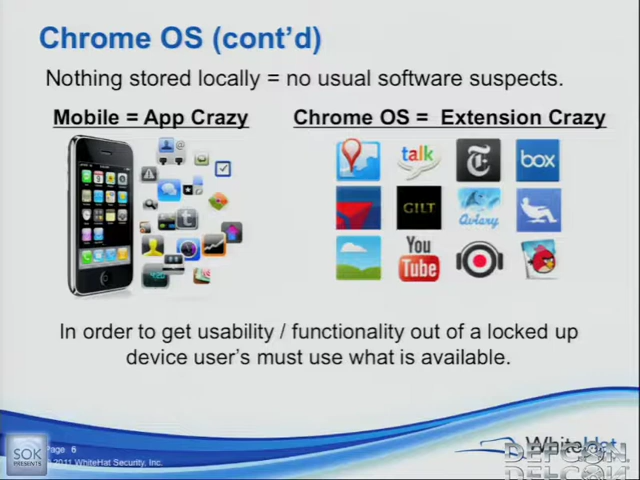 Chrome OS (cont’d)
Nothing stored locally = no usual software suspects.
Mobile = App Crazy
Chrome OS = Extension Crazy
talk
T
box
GILT
Aviary
You
Tube
In order to get usability / functionality out of a locked up
device user’s must use what is available.
Page 6
© 2011 WhiteHat Security, Inc.
SOK
PRESENTS
WhiteHat
DEFCON